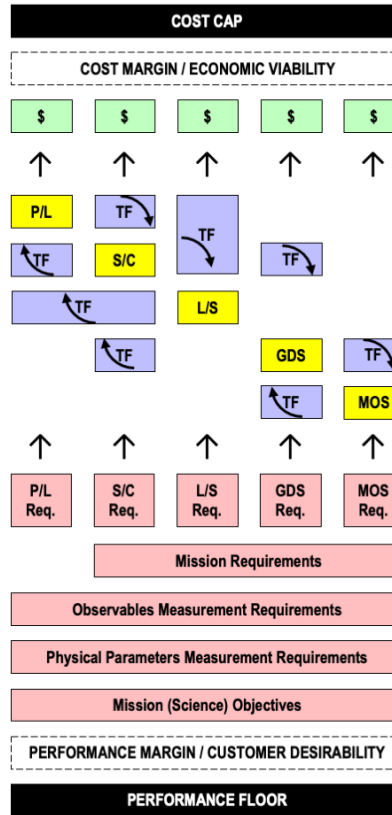 COST CAP
COST MARGIN / ECONOMIC VIABILITY
$ $ $ $ $
P/L TF
TF
TF S/C TF
TF L/S
TF GDS TF
TF MOS
P/L S/C L/S GDS MOS
Req. Req. Req. Req. Req.
Mission Requirements
Observables Measurement Requirements
Physical Parameters Measurement Requirements
Mission (Science) Objectives
PERFORMANCE MARGIN / CUSTOMER DESIRABILITY
PERFORMANCE FLOOR